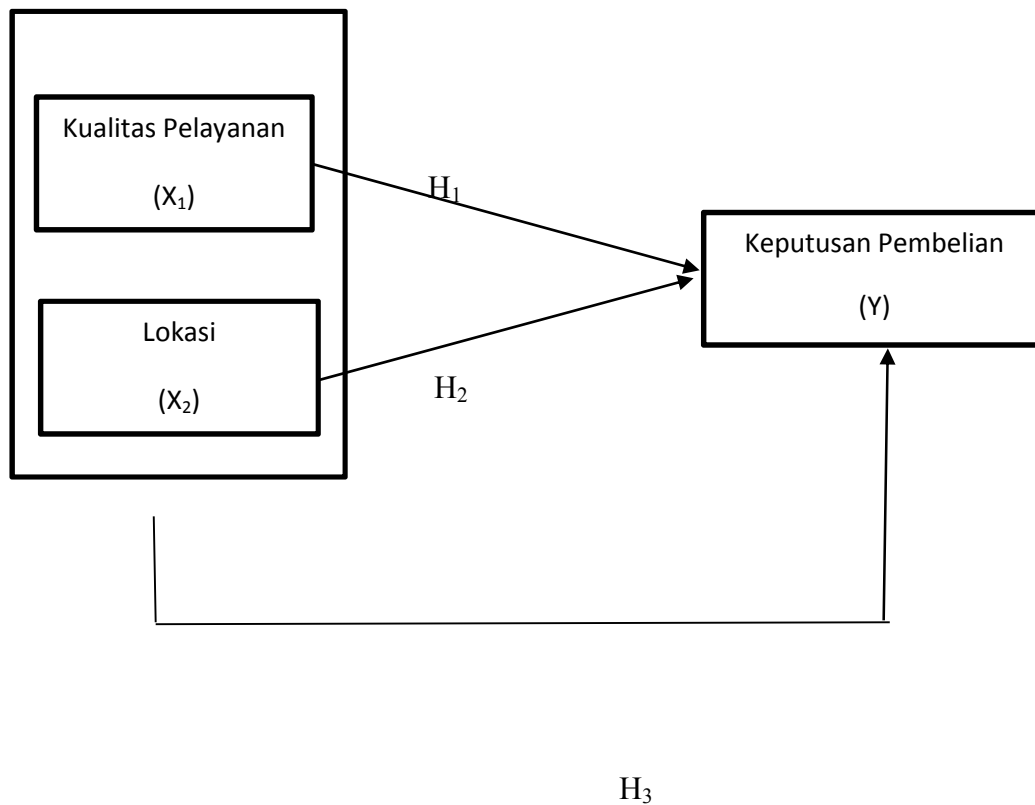 Kualitas Pelayanan
(X₁)
H₁
Keputusan Pembelian
(Y)
Lokasi
(X₂)
H₂
H₃